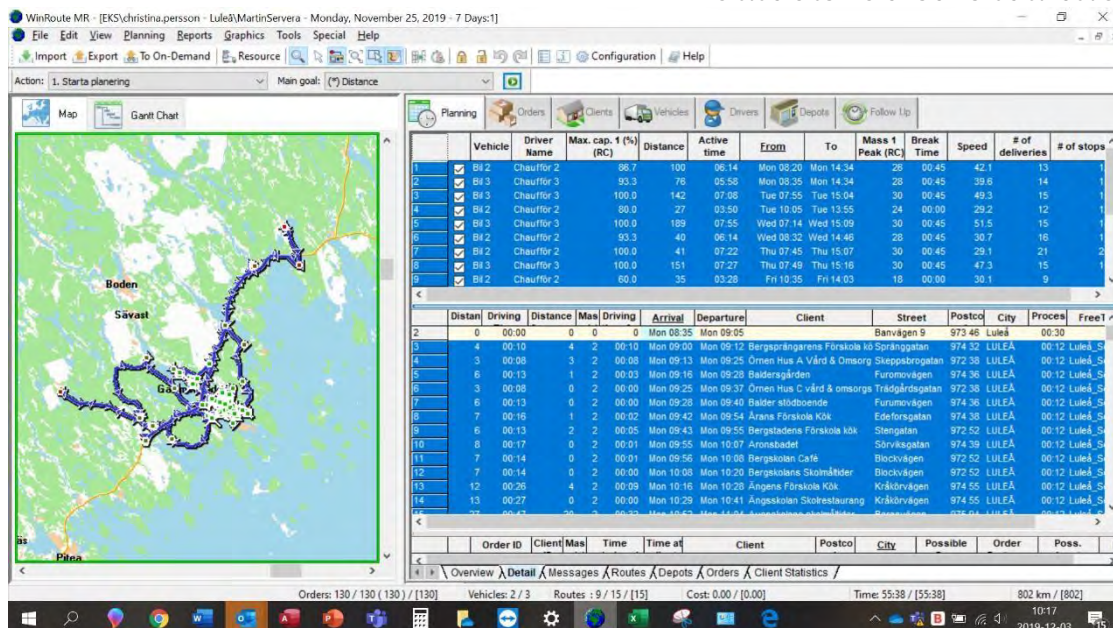 WinRoute MR - [EKS\christina.persson - Luleå\MartinServera - Monday, November 25, 2019 - 7 Days:1]
File Edit View Planning Reports Graphics Tools Special Help
Import Export To On-Demand Resource Configuration Help
Action: 1. Starta planering Main goal: (*) Distance
Map Gantt Chart
Planning Orders Clients Vehicles Drivers Depots Follow Up
Vehicle Driver Name Max. cap. 1 (%) (RC) Distance Active time From To Mass 1 Peak (RC) Break Time Speed # of deliveries # of stops
1 Bil 2 Chaufför 2 86.7 100 06:14 Mon 08:20 Mon 14:34 26 00:45 42.1 13
2 Bil 3 Chaufför 3 93.3 76 05:58 Mon 08:35 Mon 14:34 28 00:45 39.6 14
3 Bil 3 Chaufför 3 100.0 142 07:08 Tue 07:55 Tue 15:04 30 00:45 49.3 15
4 Bil 2 Chaufför 2 80.0 27 03:50 Tue 10:05 Tue 13:55 24 00:00 29.2 12
5 Bil 3 Chaufför 3 100.0 189 07:55 Wed 07:14 Wed 15:09 30 00:45 51.5 15
6 Bil 2 Chaufför 2 93.3 40 06:14 Wed 08:32 Wed 14:46 28 00:45 30.7 16
7 Bil 2 Chaufför 2 100.0 41 07:22 Thu 07:45 Thu 15:07 30 00:45 29.1 21
8 Bil 3 Chaufför 3 100.0 151 07:27 Thu 07:49 Thu 15:16 30 00:45 47.3 15
9 Bil 2 Chaufför 2 60.0 35 03:28 Fri 10:35 Fri 14:03 18 00:00 30.1 9
Distan Driving Distance Mas Driving Arrival Departure Client Street Postco City Proces FreeT
2 0 00:00 0 0 0 Mon 08:35 Mon 09:05 Banvägen 9 973 46 Luleå 00:30
3 4 00:10 4 2 00:10 Mon 09:00 Mon 09:12 Bergsprängarens Förskola kö Spränggatan 974 32 LULEÅ 00:12 Luleå_S
4 3 00:08 3 2 00:08 Mon 09:13 Mon 09:25 Örnen Hus A Vård & Omsorg Skeppsbrogatan 972 38 LULEÅ 00:12 Luleå_S
5 6 00:13 1 2 00:03 Mon 09:16 Mon 09:28 Baldersgården Furomovägen 974 36 LULEÅ 00:12 Luleå_S
6 3 00:08 0 2 00:00 Mon 09:25 Mon 09:37 Örnen Hus C vård & omsorgs Trädgårdsgatan 972 38 LULEÅ 00:12 Luleå_S
7 6 00:13 0 2 00:00 Mon 09:28 Mon 09:40 Balder stödboende Furumovägen 974 36 LULEÅ 00:12 Luleå_S
8 7 00:16 1 2 00:02 Mon 09:42 Mon 09:54 Årans Förskola Kök Edeforsgatan 974 38 LULEÅ 00:12 Luleå_S
9 6 00:13 2 2 00:05 Mon 09:43 Mon 09:55 Bergstadens Förskola kök Stengatan 972 52 LULEÅ 00:12 Luleå_S
10 8 00:17 0 2 00:01 Mon 09:55 Mon 10:07 Aronsbadet Sörviksgatan 974 39 LULEÅ 00:12 Luleå_S
11 7 00:14 0 2 00:01 Mon 09:56 Mon 10:08 Bergskolan Café Blockvägen 972 52 LULEÅ 00:12 Luleå_S
12 7 00:14 0 2 00:00 Mon 10:08 Mon 10:20 Bergskolans Skolmåltider Blockvägen 972 52 LULEÅ 00:12 Luleå_S
13 12 00:26 4 2 00:09 Mon 10:16 Mon 10:28 Ängens Förskola Kök Kråkörvägen 974 55 LULEÅ 00:12 Luleå_S
14 13 00:27 0 2 00:00 Mon 10:29 Mon 10:41 Ängsskolan Skolrestaurang Kråkörvägen 974 55 LULEÅ 00:12 Luleå_S
Order ID Client Mas Time Time at Client Postco City Possible Order Poss.
Overview Detail Messages Routes Depots Orders Client Statistics
Boden
Sävast
Pitea
Orders: 130 / 130 ( 130 ) / [130] Vehicles: 2 / 3 Routes : 9 / 15 / [15] Cost: 0.00 / [0.00] Time: 55:38 / [55:38] 802 km / [802]
10:17
2019-12-03
15